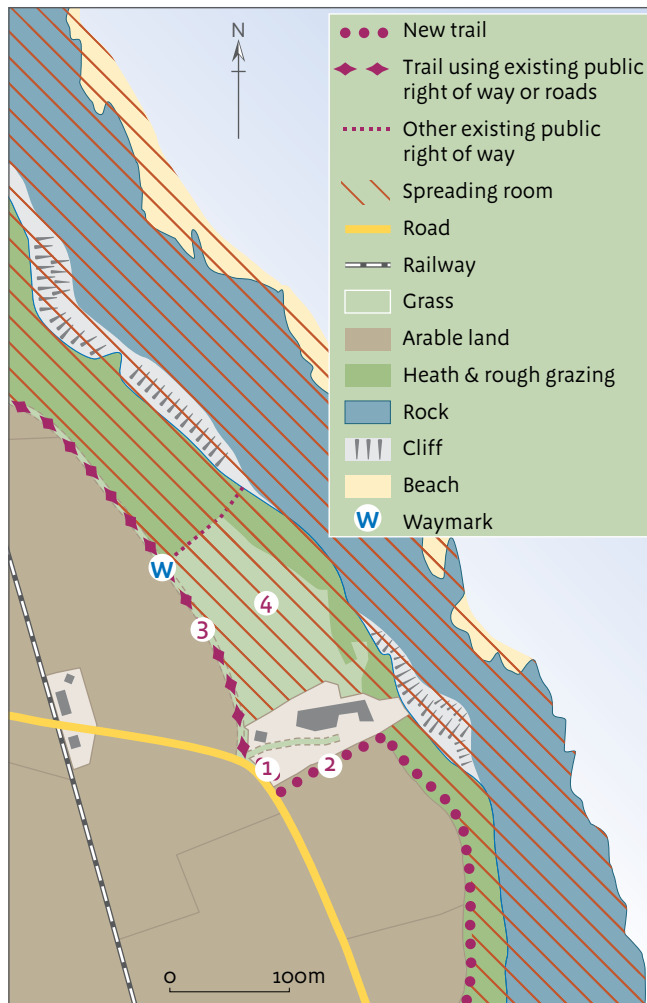 N
New trail
Trail using existing public
right of way or roads
Other existing public
right of way
Spreading room
Road
Railway
Grass
Arable land
Heath & rough grazing
Rock
Cliff
Beach
W Waymark
W
4
3
1
2
0 100m